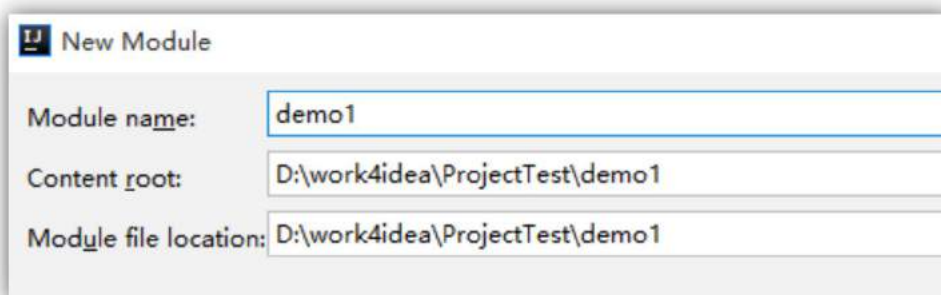 IJ New Module
Module name: demo1
Content root: D:\work4idea\ProjectTest\demo1
Module file location: D:\work4idea\ProjectTest\demo1